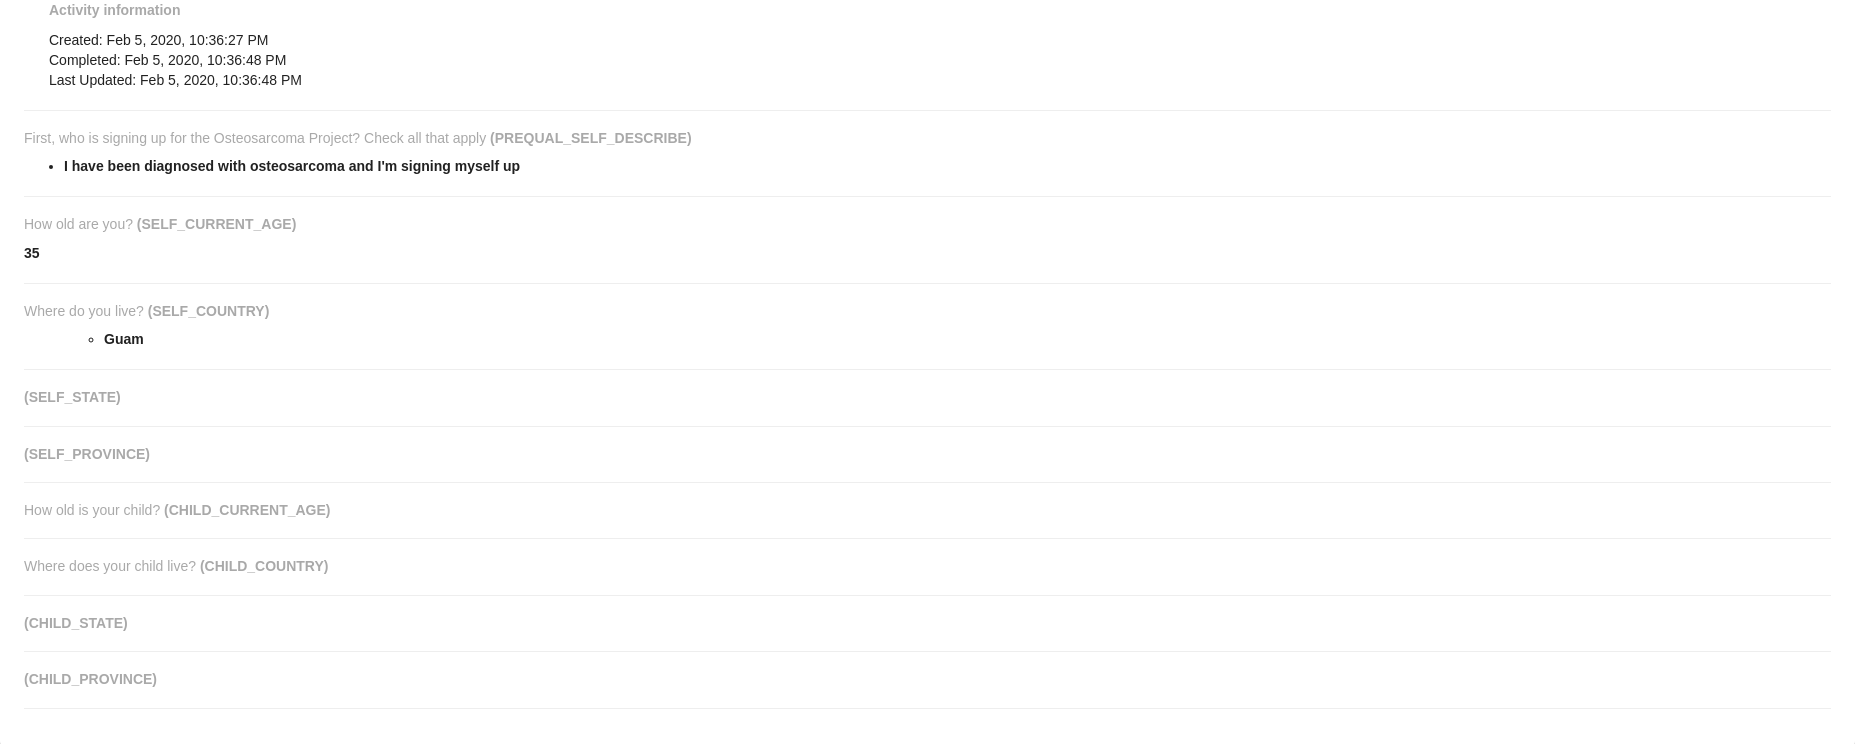 Activity information
Created: Feb 5, 2020, 10:36:27 PM
Completed: Feb 5, 2020, 10:36:48 PM
Last Updated: Feb 5, 2020, 10:36:48 PM
First, who is signing up for the Osteosarcoma Project? Check all that apply (PREQUAL_SELF_DESCRIBE)
I have been diagnosed with osteosarcoma and I'm signing myself up
How old are you? (SELF_CURRENT_AGE)
35
Where do you live? (SELF_COUNTRY)
Guam
(SELF_STATE)
(SELF_PROVINCE)
How old is your child? (CHILD_CURRENT_AGE)
Where does your child live? (CHILD_COUNTRY)
(CHILD_STATE)
(CHILD_PROVINCE)